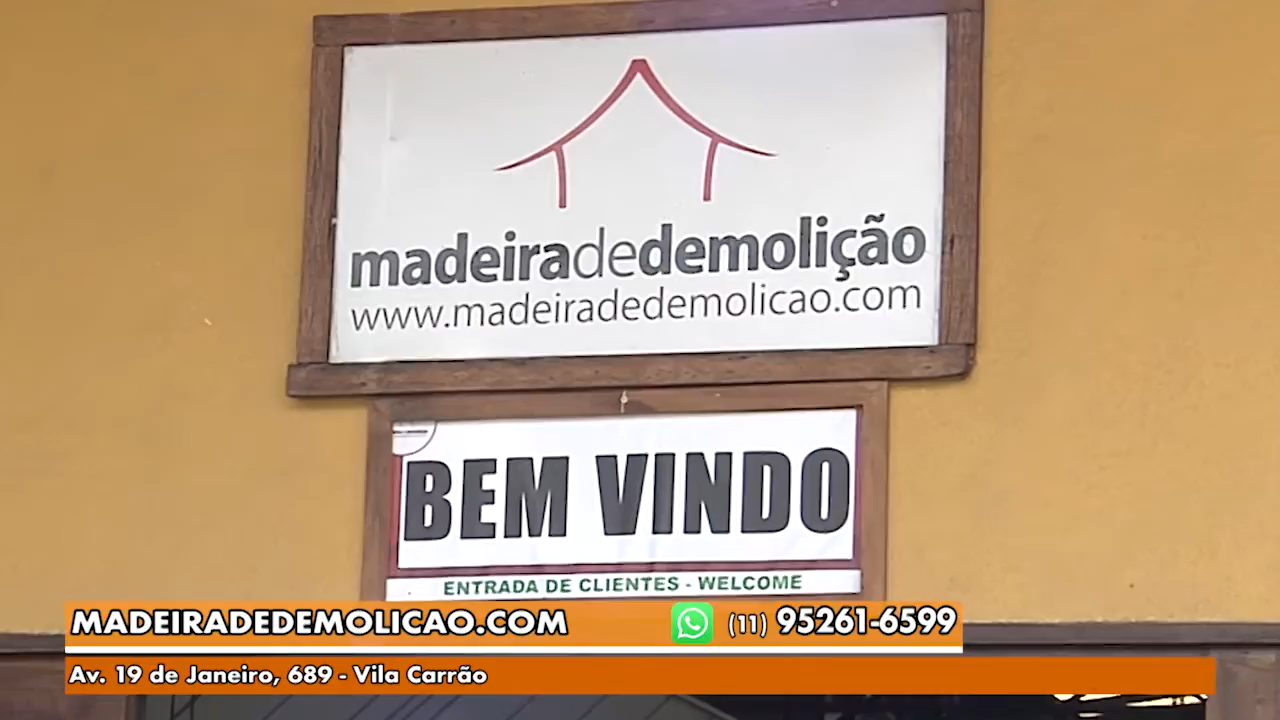 madeiradedemolição
www.madeiradedemolicao.com
BEM VINDO
ENTRADA DE CLIENTES - WELCOME
MADEIRADEDEMOLICAO.COM (11) 95261-6599
Av. 19 de Janeiro, 689 - Vila Carrão